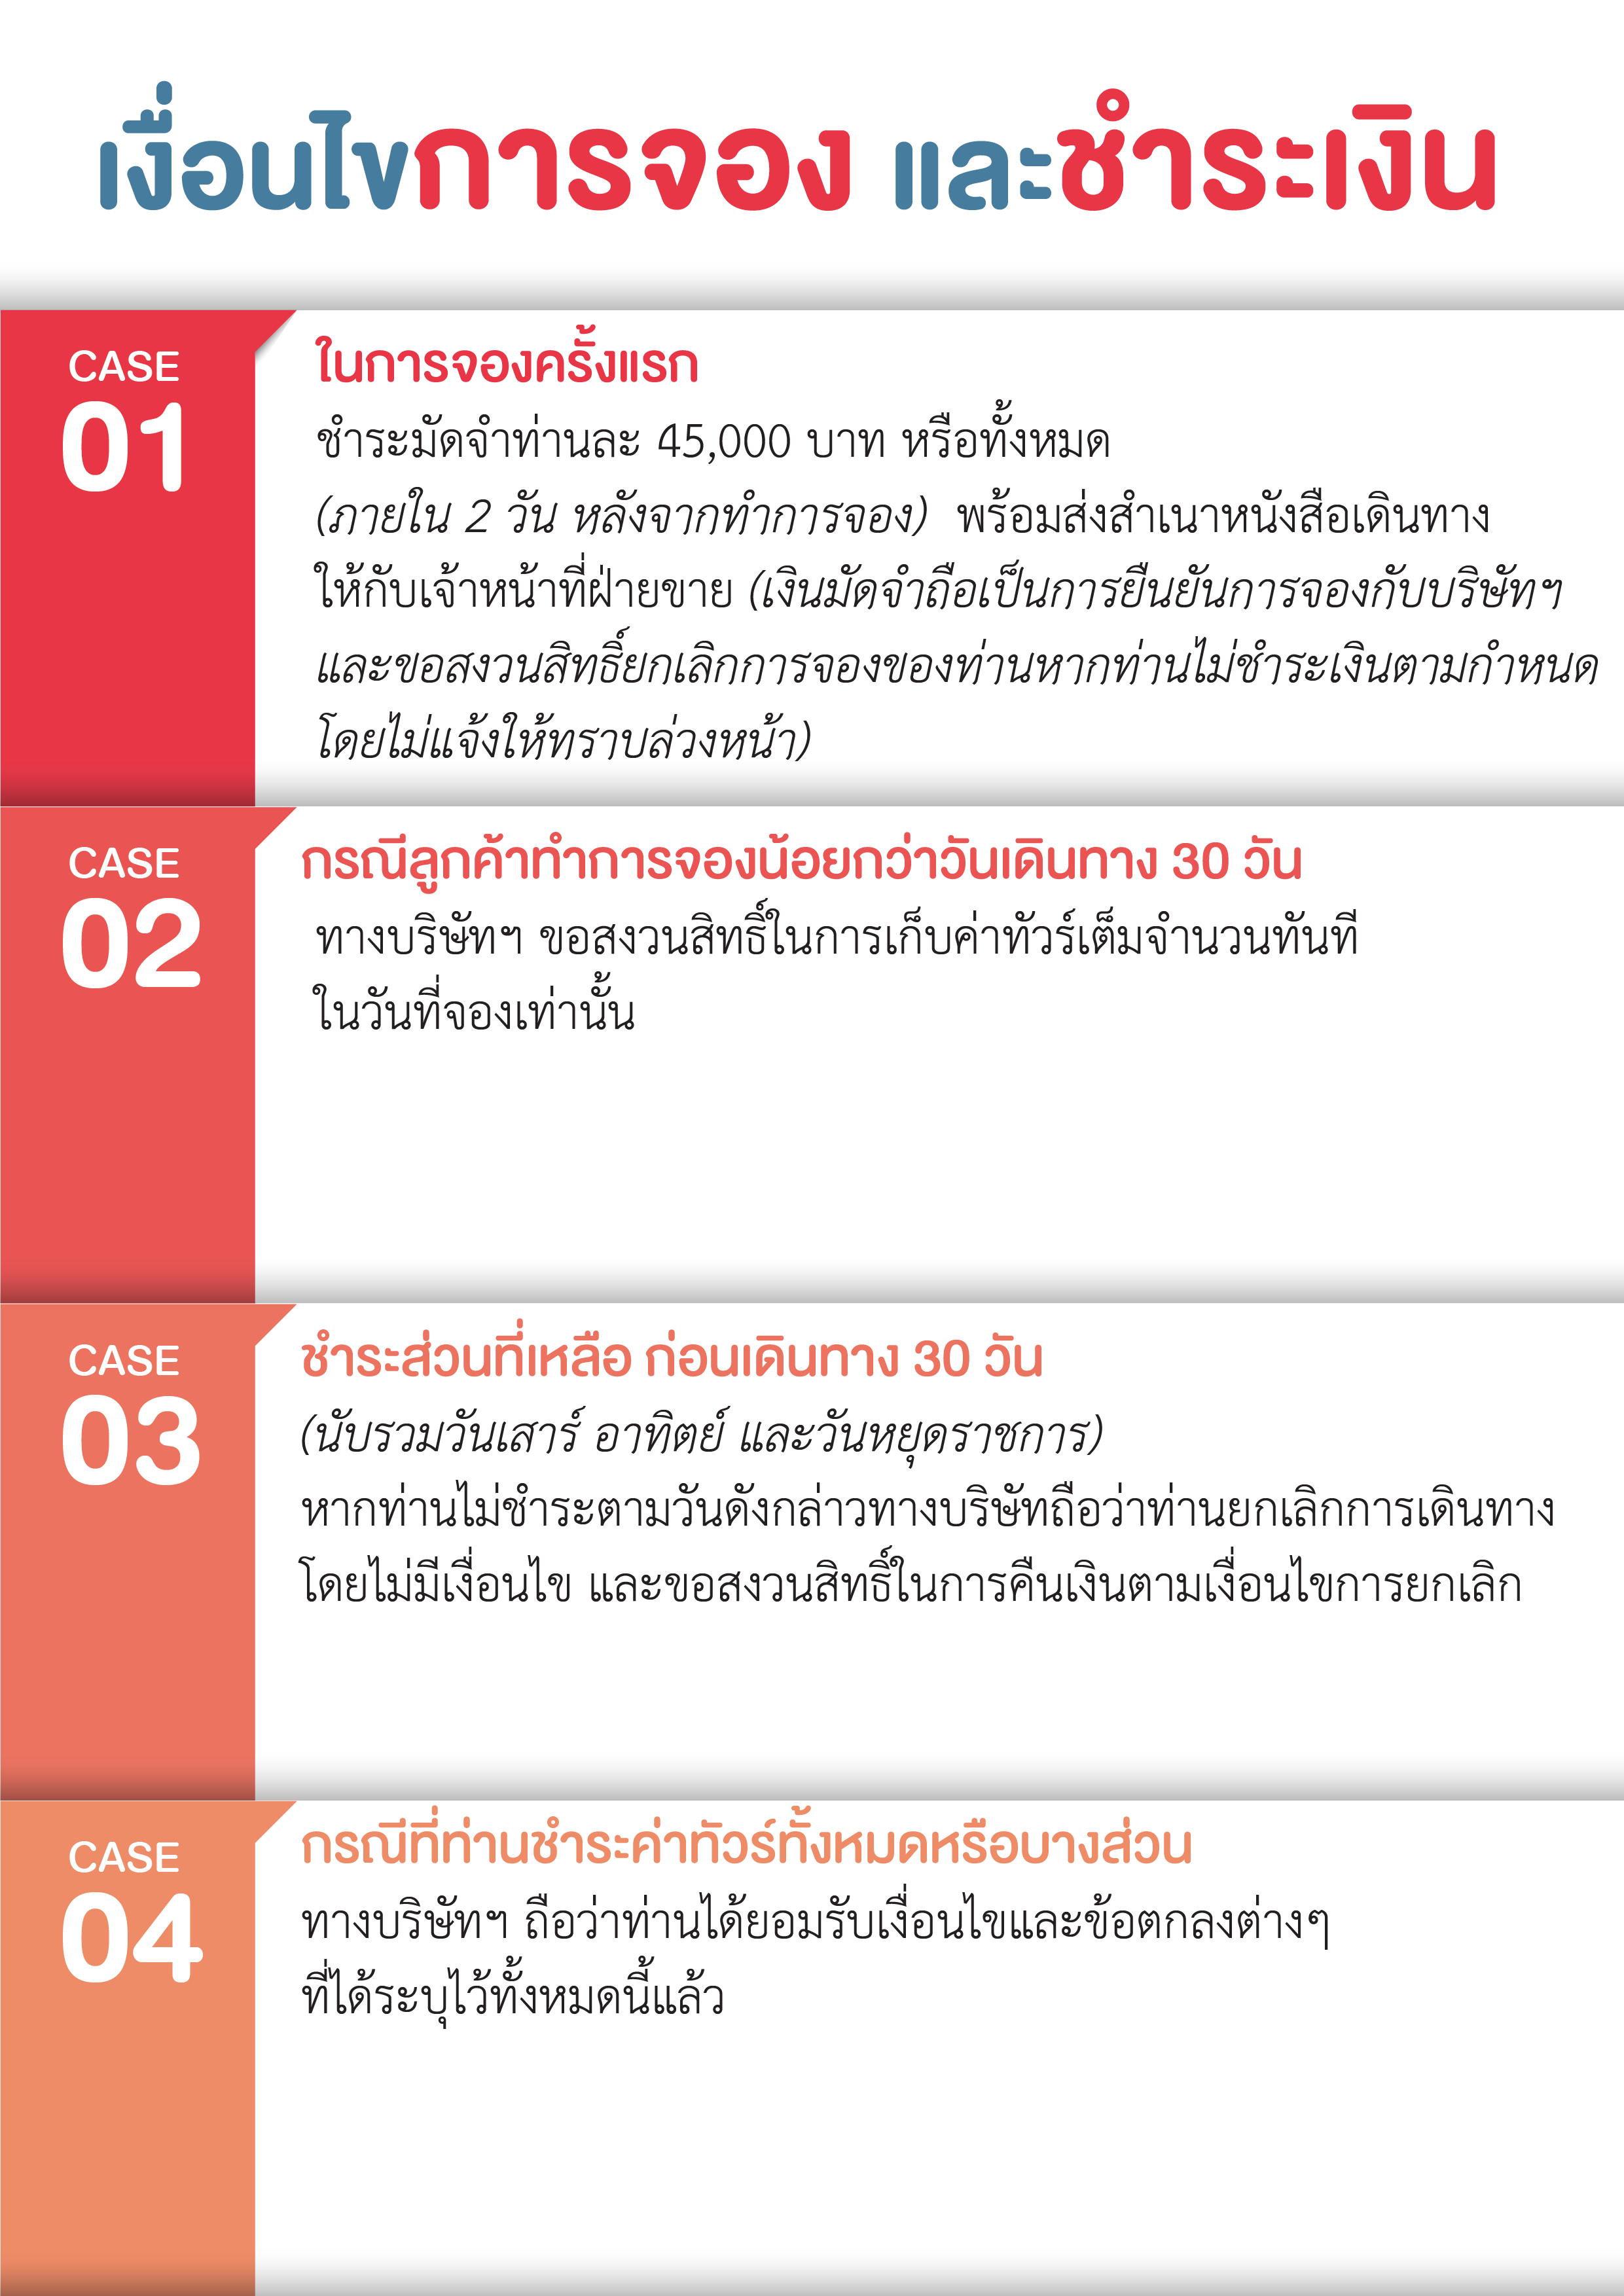 เงื่อนไขการจอง และชำระเงิน
CASE
01
ในการจองครั้งแรก
ชำระมัดจำท่านละ 45,000 บาท หรือทั้งหมด
(ภายใน 2 วัน หลังจากทำการจอง) พร้อมส่งสำเนาหนังสือเดินทาง
ให้กับเจ้าหน้าที่ฝ่ายขาย (เงินมัดจำถือเป็นการยืนยันการจองกับบริษัทฯ
และขอสงวนสิทธิ์ยกเลิกการจองของท่านหากท่านไม่ชำระเงินตามกำหนด
โดยไม่แจ้งให้ทราบล่วงหน้า)
CASE
02
กรณีลูกค้าทำการจองน้อยกว่าวันเดินทาง 30 วัน
ทางบริษัทฯ ขอสงวนสิทธิ์ในการเก็บค่าทัวร์เต็มจำนวนทันที
ในวันที่จองเท่านั้น
CASE
03
ชำระส่วนที่เหลือ ก่อนเดินทาง 30 วัน
(นับรวมวันเสาร์ อาทิตย์ และวันหยุดราชการ)
หากท่านไม่ชำระตามวันดังกล่าวทางบริษัทถือว่าท่านยกเลิกการเดินทาง
โดยไม่มีเงื่อนไข และขอสงวนสิทธิ์ในการคืนเงินตามเงื่อนไขการยกเลิก
CASE
04
กรณีที่ท่านชำระค่าทัวร์ทั้งหมดหรือบางส่วน
ทางบริษัทฯ ถือว่าท่านได้ยอมรับเงื่อนไขและข้อตกลงต่างๆ
ที่ได้ระบุไว้ทั้งหมดนี้แล้ว